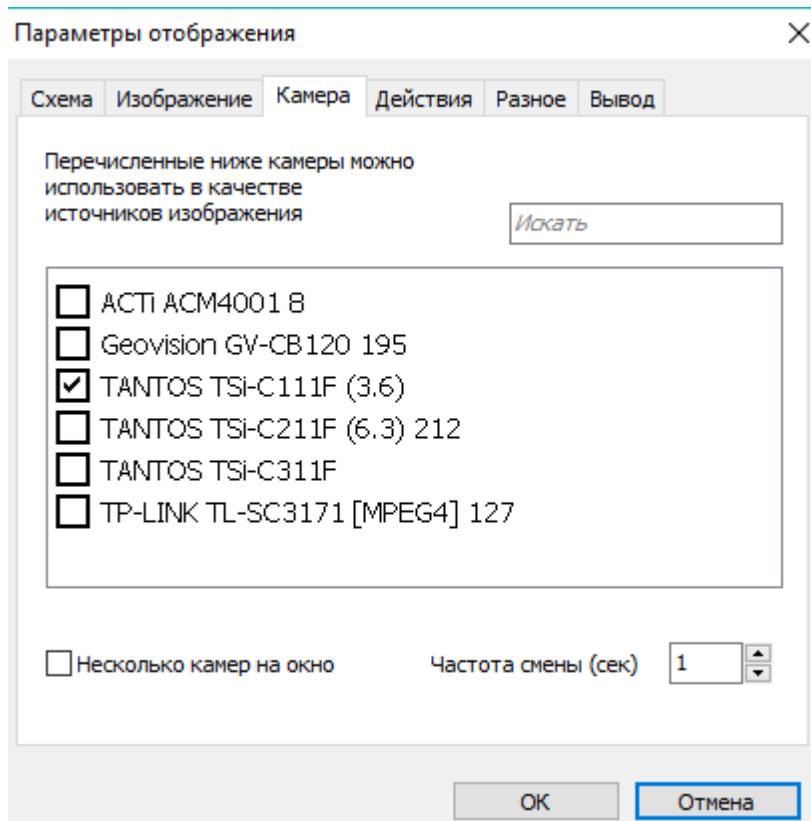 Параметры отображения
Схема Изображение Камера Действия Разное Вывод
Перечисленные ниже камеры можно
использовать в качестве
источников изображения
Искать
ACTi ACM4001 8
Geovision GV-CB120 195
TANTOS TSi-C111F (3.6)
TANTOS TSi-C211F (6.3) 212
TANTOS TSi-C311F
TP-LINK TL-SC3171 [MPEG4] 127
Несколько камер на окно Частота смены (сек) 1
ОК Отмена